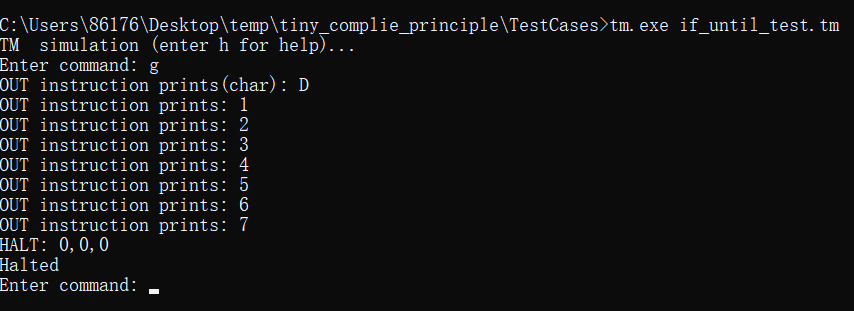 C:\Users\86176\Desktop\temp\tiny_complie_principle\TestCases>tm.exe if_until_test.tm
TM  simulation (enter h for help)...
Enter command: g
OUT instruction prints(char): D
OUT instruction prints: 1
OUT instruction prints: 2
OUT instruction prints: 3
OUT instruction prints: 4
OUT instruction prints: 5
OUT instruction prints: 6
OUT instruction prints: 7
HALT: 0,0,0
Halted
Enter command: